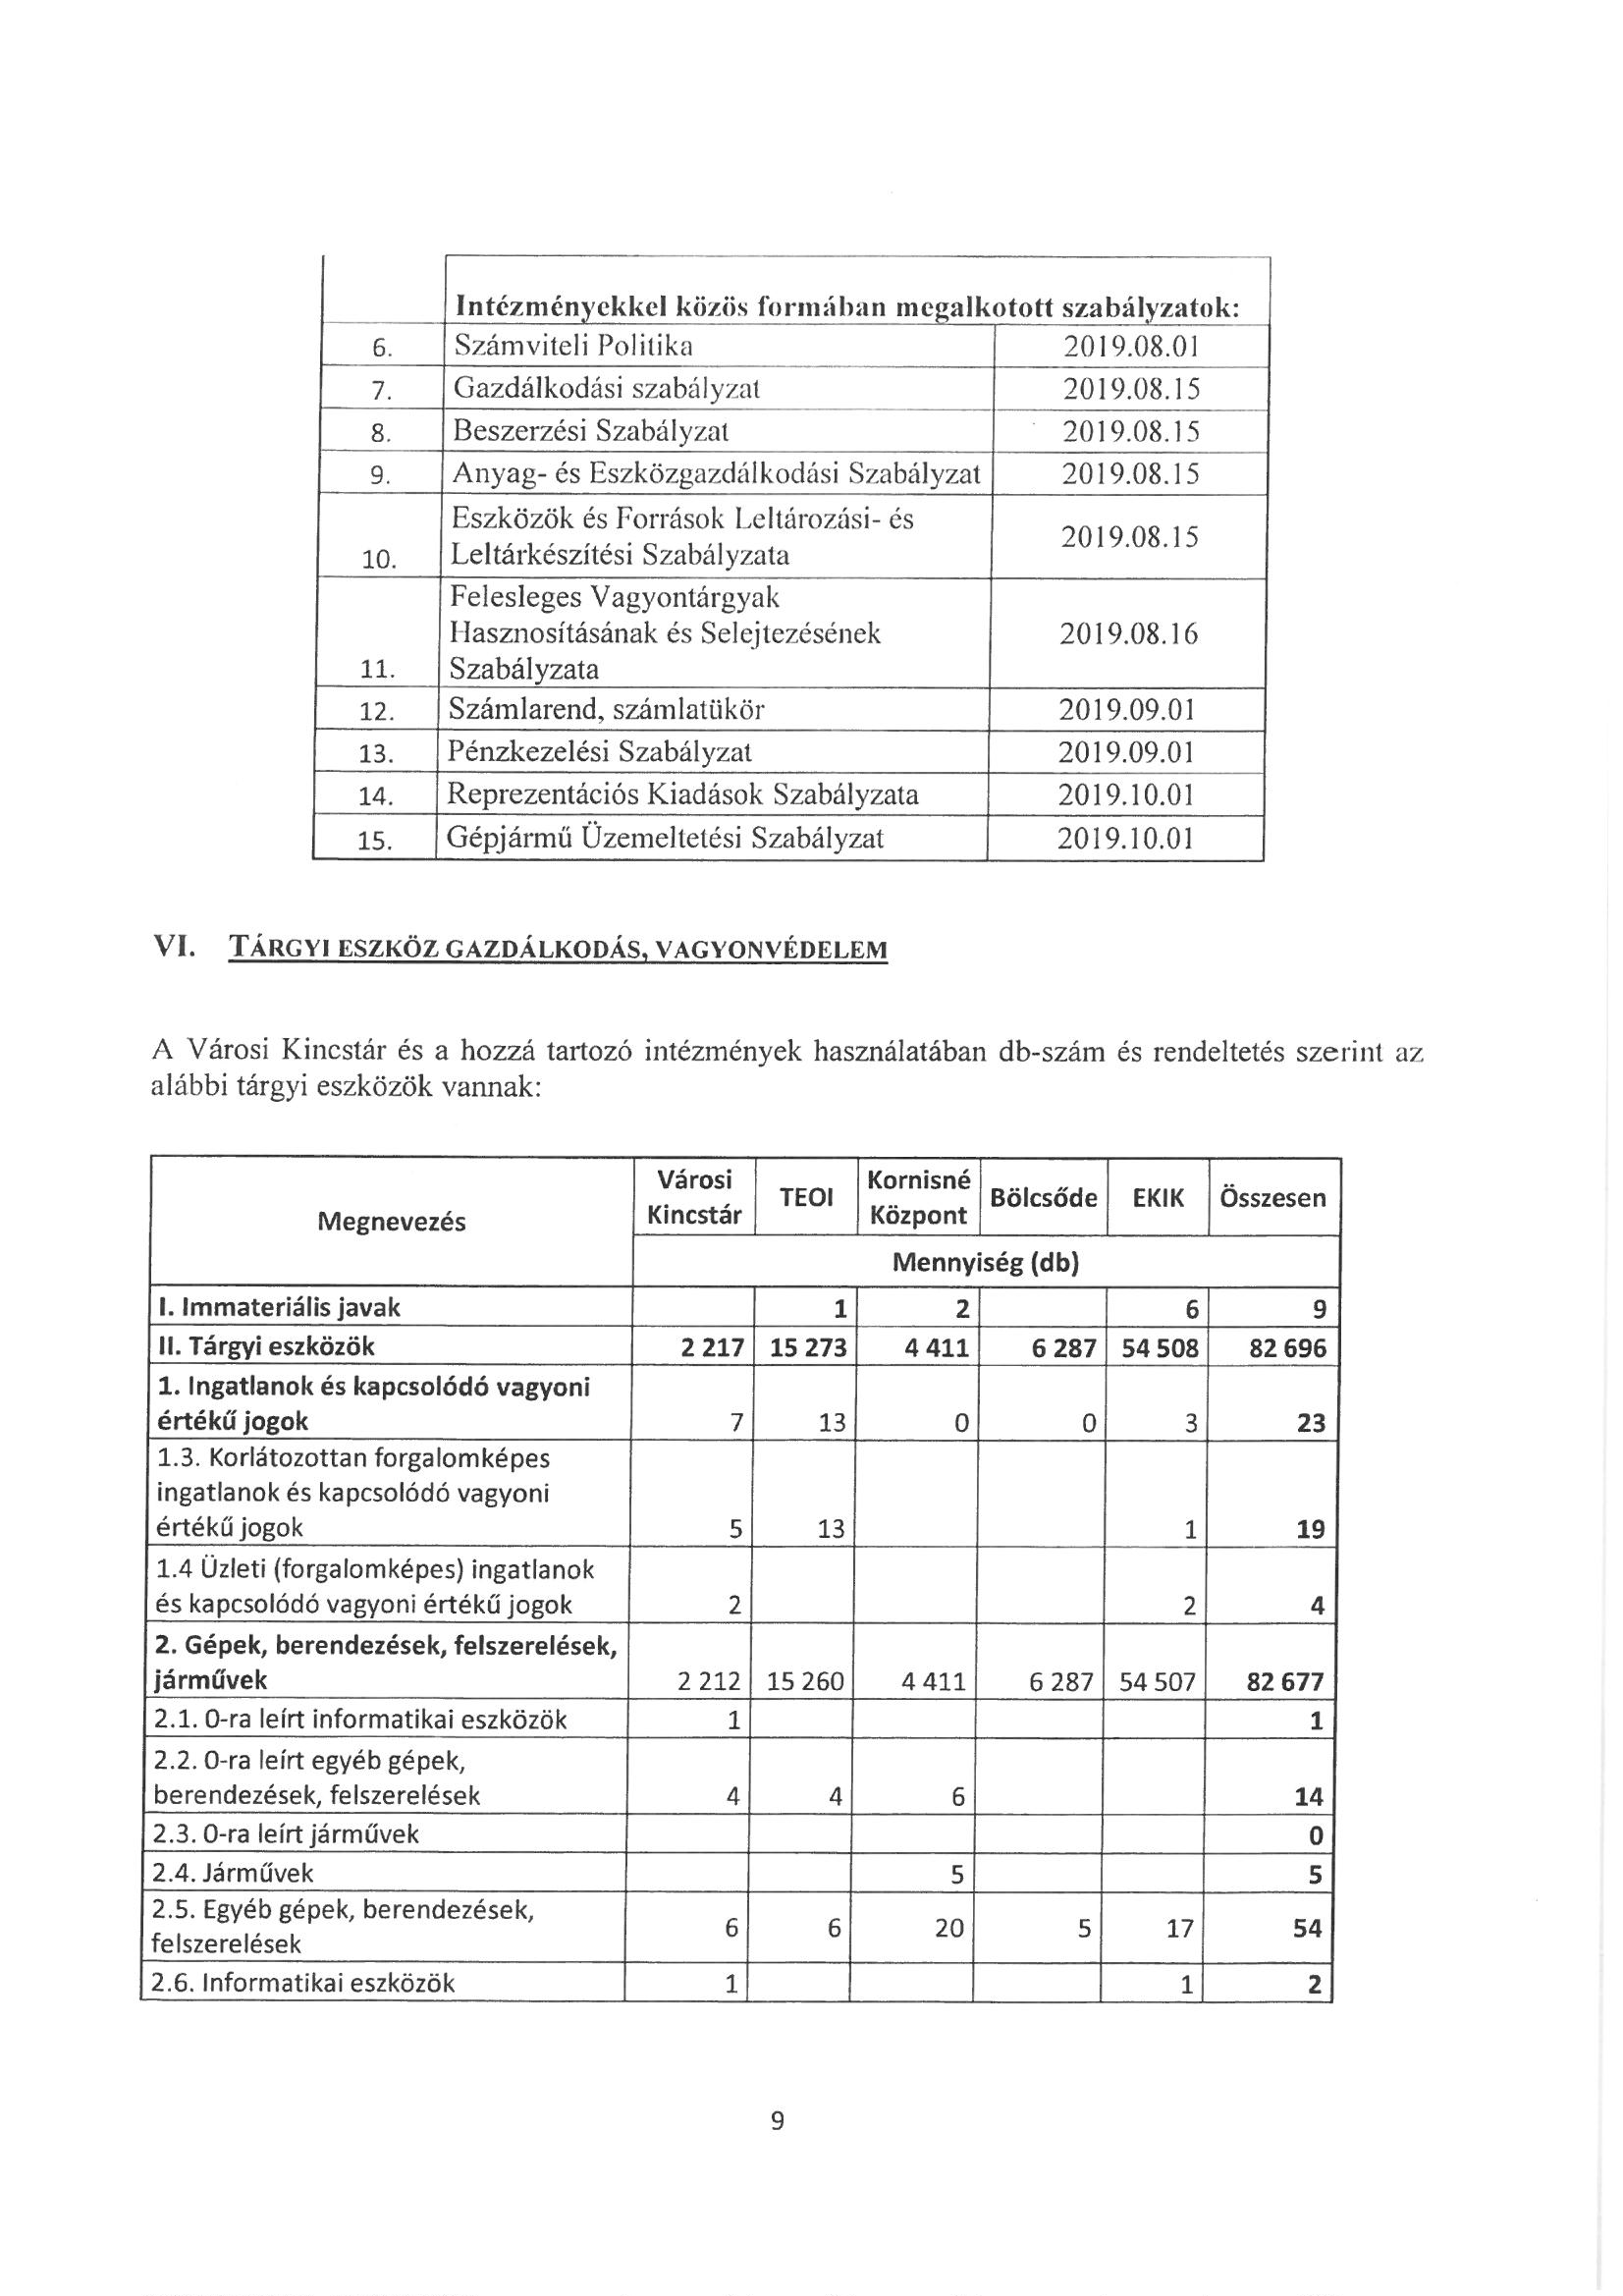 Intézményekkel közös formában megalkotott szabályzatok:
6. Számviteli Politika 2019.08.01
7. Gazdálkodási szabályzat 2019.08.15
8. Beszerzési Szabályzat 2019.08.15
9. Anyag- és Eszközgazdálkodási Szabályzat 2019.08.15
Eszközök és Források Leltározási- és
10. Leltárkészítési Szabályzata 2019.08.15
Felesleges Vagyontárgyak
Hasznosításának és Selejtezésének 2019.08.16
11. Szabályzata
12. Számlarend, számlatükör 2019.09.01
13. Pénzkezelési Szabályzat 2019.09.01
14. Reprezentációs Kiadások Szabályzata 2019.10.01
15. Gépjármű Üzemeltetési Szabályzat 2019.10.01
VI. TÁRGYI ESZKÖZ GAZDÁLKODÁS, VAGYONVÉDELEM
A Városi Kincstár és a hozzá tartozó intézmények használatában db-szám és rendeltetés szerint az
alábbi tárgyi eszközök vannak:
Megnevezés
Városi
Kincstár
TEOI
Kornisné
Központ
Bölcsőde
EKIK
Összesen
Mennyiség (db)
I. Immateriális javak 1 2 6 9
II. Tárgyi eszközök 2 217 15 273 4 411 6 287 54 508 82 696
1. Ingatlanok és kapcsolódó vagyoni
értékű jogok 7 13 0 0 3 23
1.3. Korlátozottan forgalomképes
ingatlanok és kapcsolódó vagyoni
értékű jogok 5 13 1 19
1.4 Üzleti (forgalomképes) ingatlanok
és kapcsolódó vagyoni értékű jogok 2 2 4
2. Gépek, berendezések, felszerelések,
járművek 2 212 15 260 4 411 6 287 54 507 82 677
2.1. 0-ra leírt informatikai eszközök 1 1
2.2. 0-ra leírt egyéb gépek,
berendezések, felszerelések 4 4 6 14
2.3. 0-ra leírt járművek 0
2.4. Járművek 5 5
2.5. Egyéb gépek, berendezések,
felszerelések 6 6 20 5 17 54
2.6. Informatikai eszközök 1 1 2
9